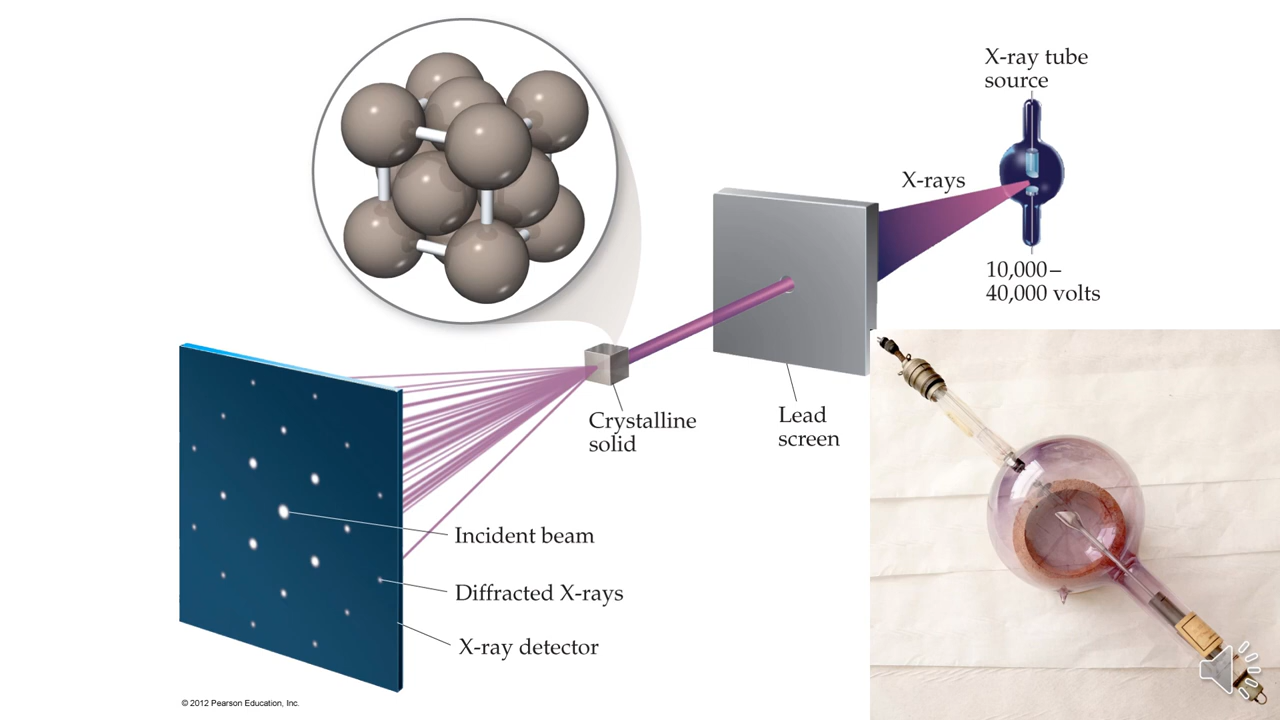 X-ray tube
source
X-rays
10,000–
40,000 volts
Crystalline
solid
Lead
screen
Incident beam
Diffracted X-rays
X-ray detector
© 2012 Pearson Education, Inc.